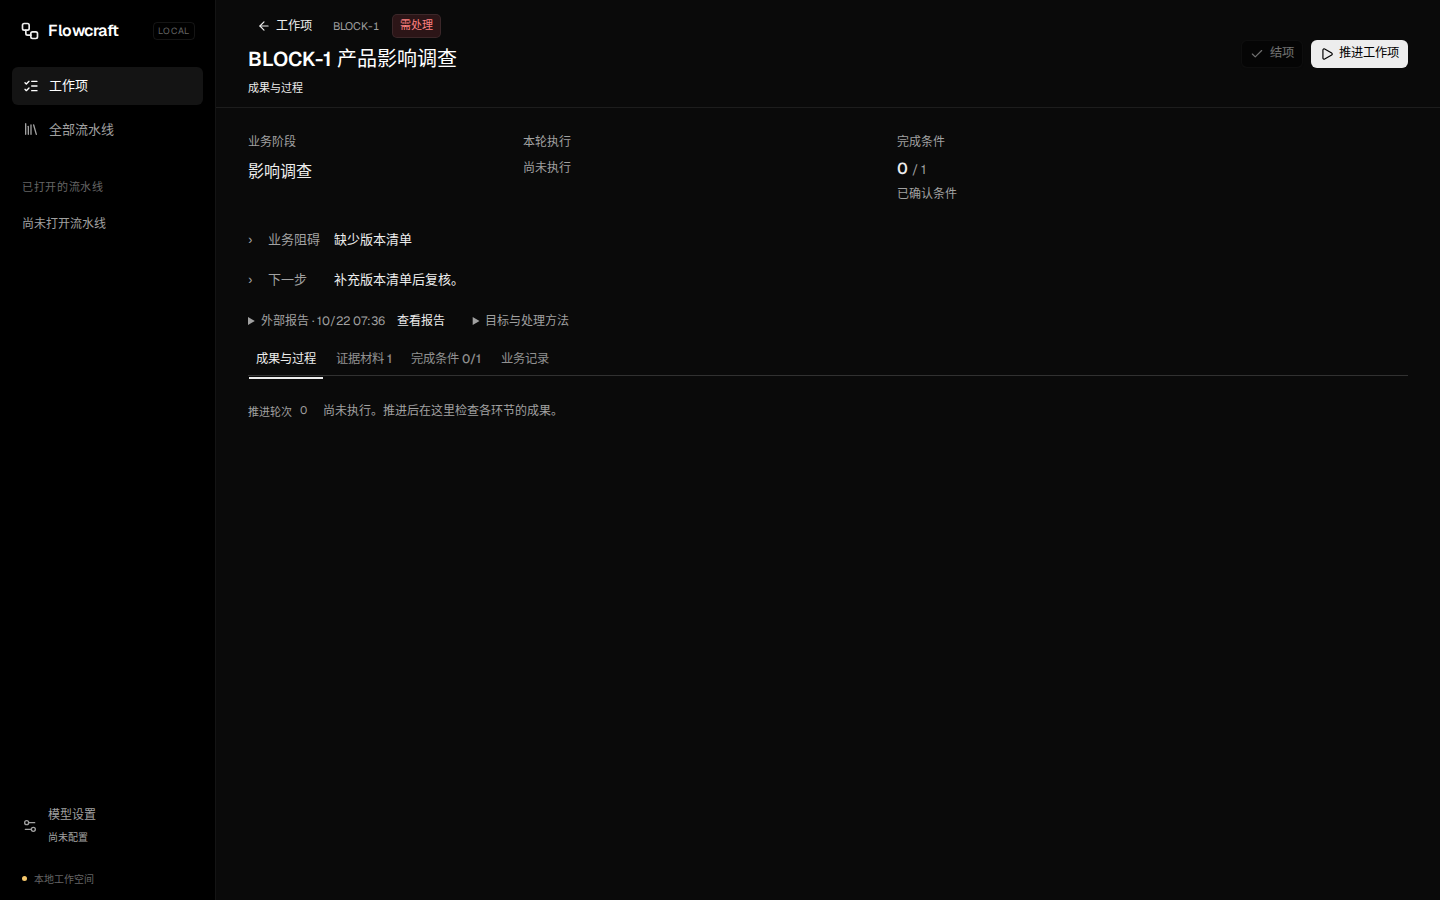 Flowcraft LOCAL
工作项
全部流水线
已打开的流水线
尚未打开流水线
模型设置
尚未配置
本地工作空间
工作项 BLOCK-1 需处理
BLOCK-1 产品影响调查
成果与过程
结项 推进工作项
业务阶段 本轮执行 完成条件
影响调查 尚未执行 0 / 1
已确认条件
业务阻碍 缺少版本清单
下一步 补充版本清单后复核。
外部报告 · 10/22 07:36 查看报告 目标与处理方法
成果与过程 证据材料 1 完成条件 0/1 业务记录
推进轮次 0 尚未执行。推进后在这里检查各环节的成果。